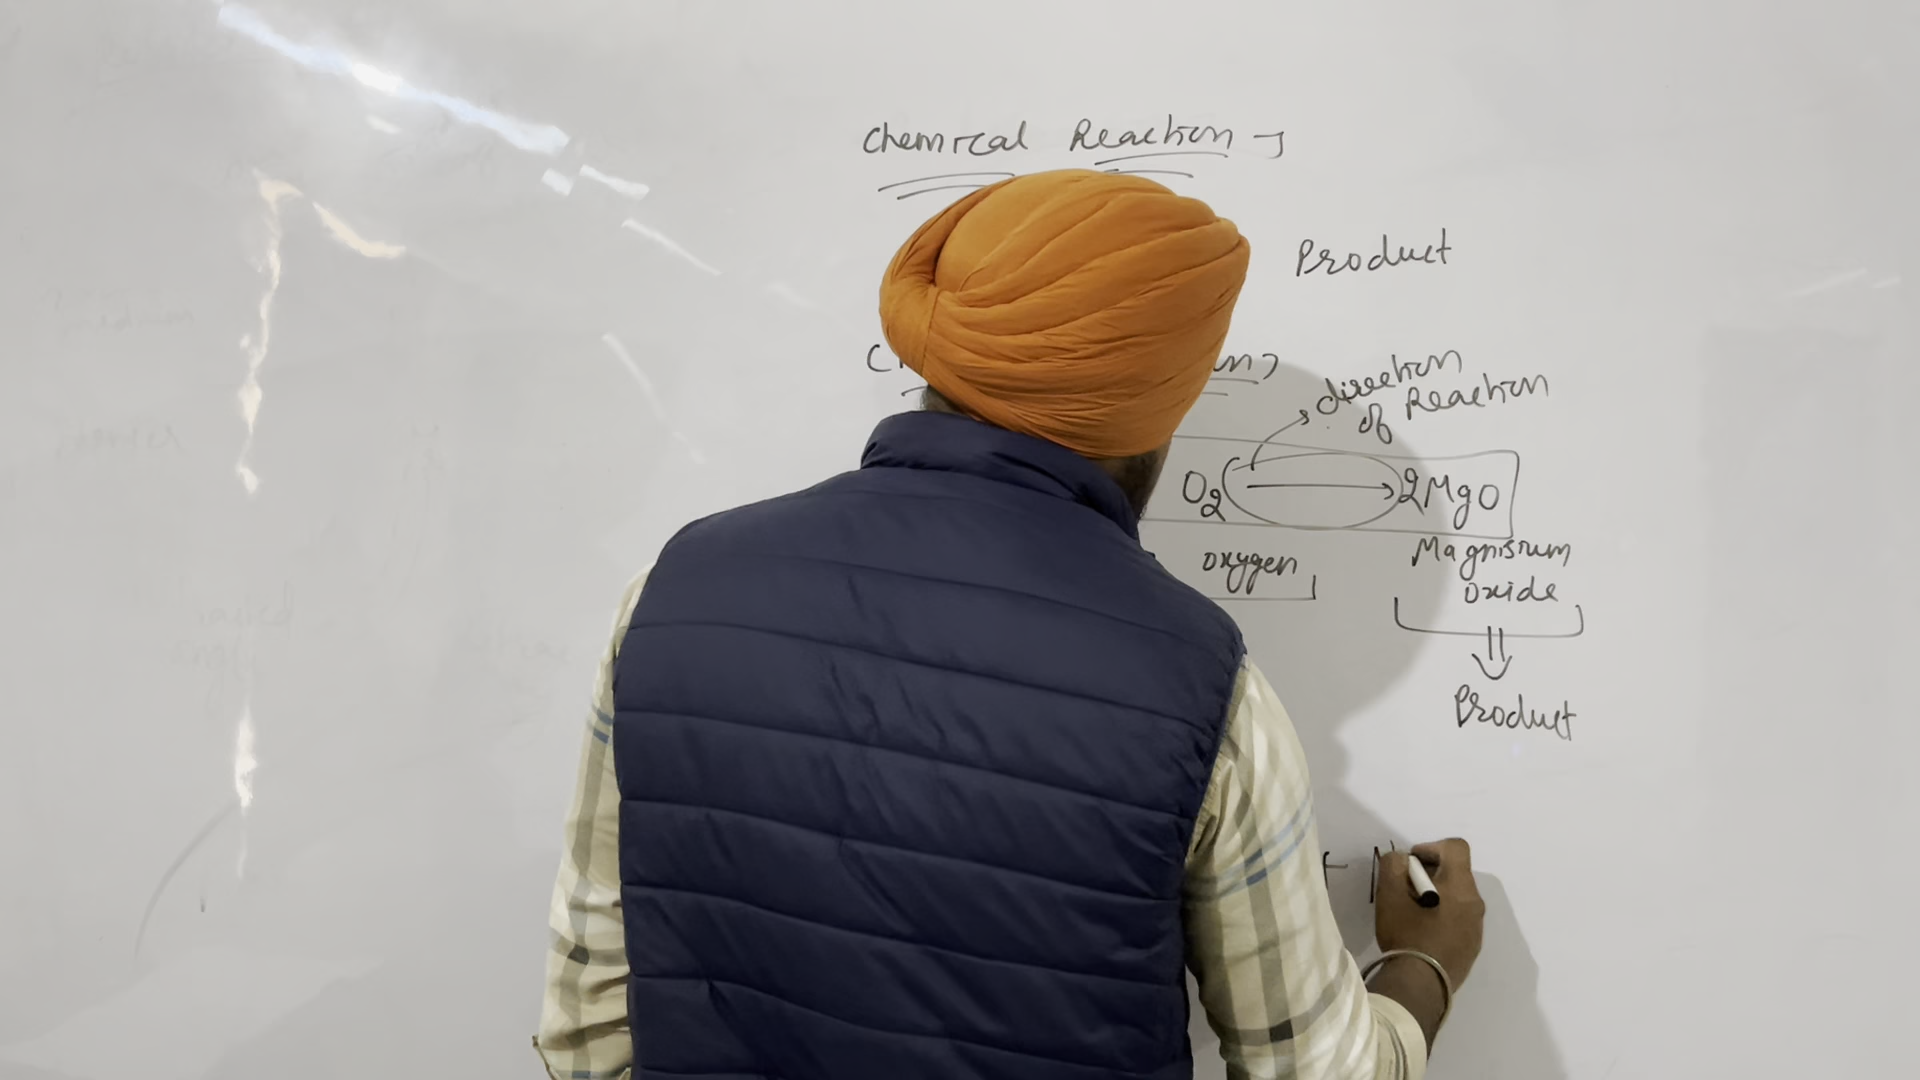 Chemical Reaction
Product
direction
of Reaction
O2 → 2MgO
oxygen
Magnisium
oxide
Product